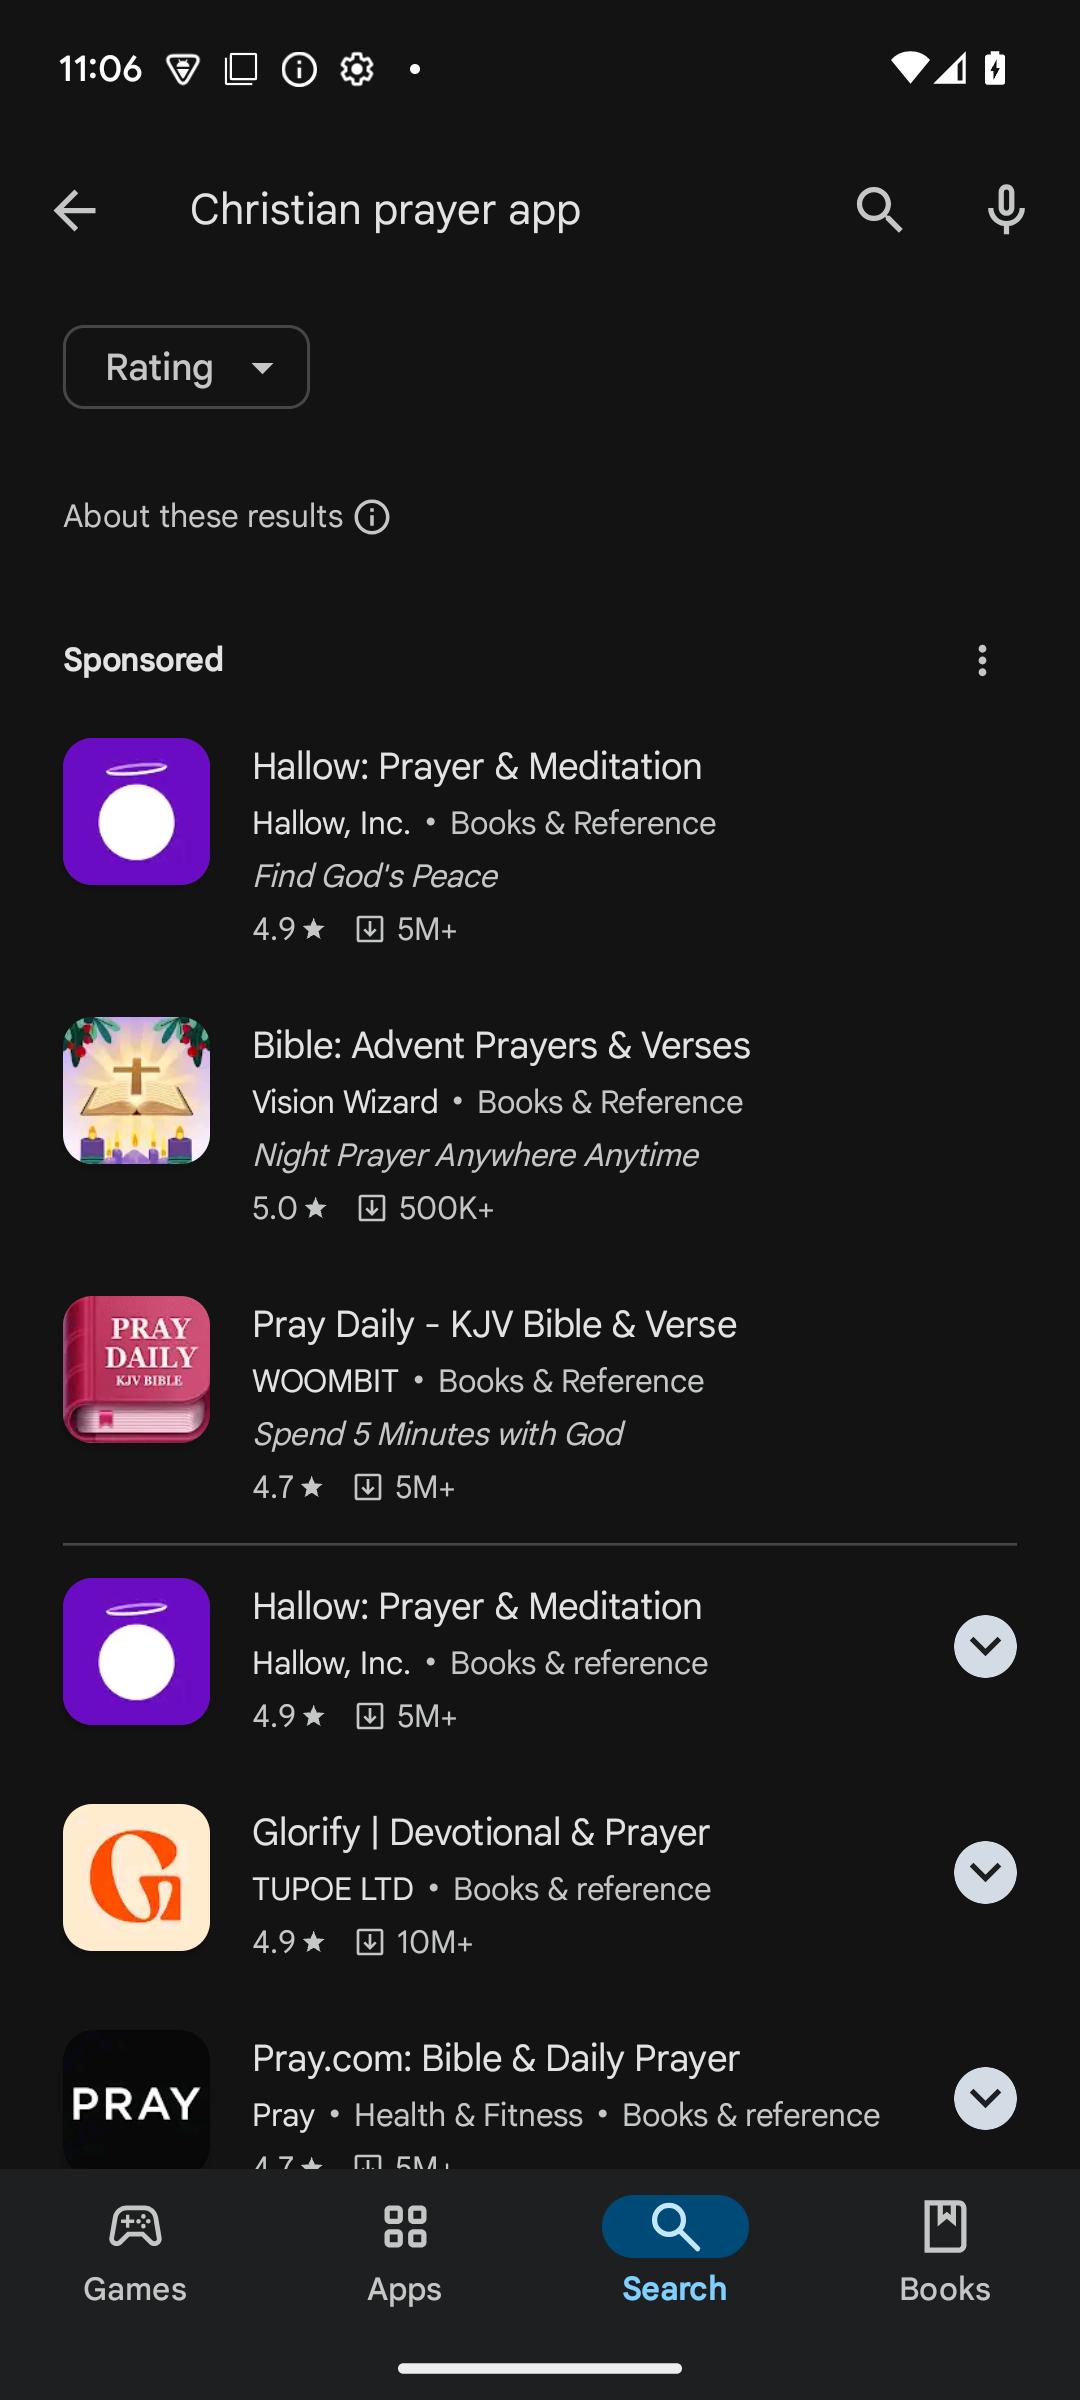 11:06
Christian prayer app
Rating
About these results
Sponsored
Hallow: Prayer & Meditation
Hallow, Inc. • Books & Reference
Find God's Peace
4.9 ★ 5M+
Bible: Advent Prayers & Verses
Vision Wizard • Books & Reference
Night Prayer Anywhere Anytime
5.0 ★ 500K+
PRAY
DAILY
KJV BIBLE
Pray Daily - KJV Bible & Verse
WOOMBIT • Books & Reference
Spend 5 Minutes with God
4.7 ★ 5M+
Hallow: Prayer & Meditation
Hallow, Inc. • Books & reference
4.9 ★ 5M+
Glorify | Devotional & Prayer
TUPOE LTD • Books & reference
4.9 ★ 10M+
PRAY
Pray.com: Bible & Daily Prayer
Pray • Health & Fitness • Books & reference
4.7 ★ 5M+
Games
Apps
Search
Books